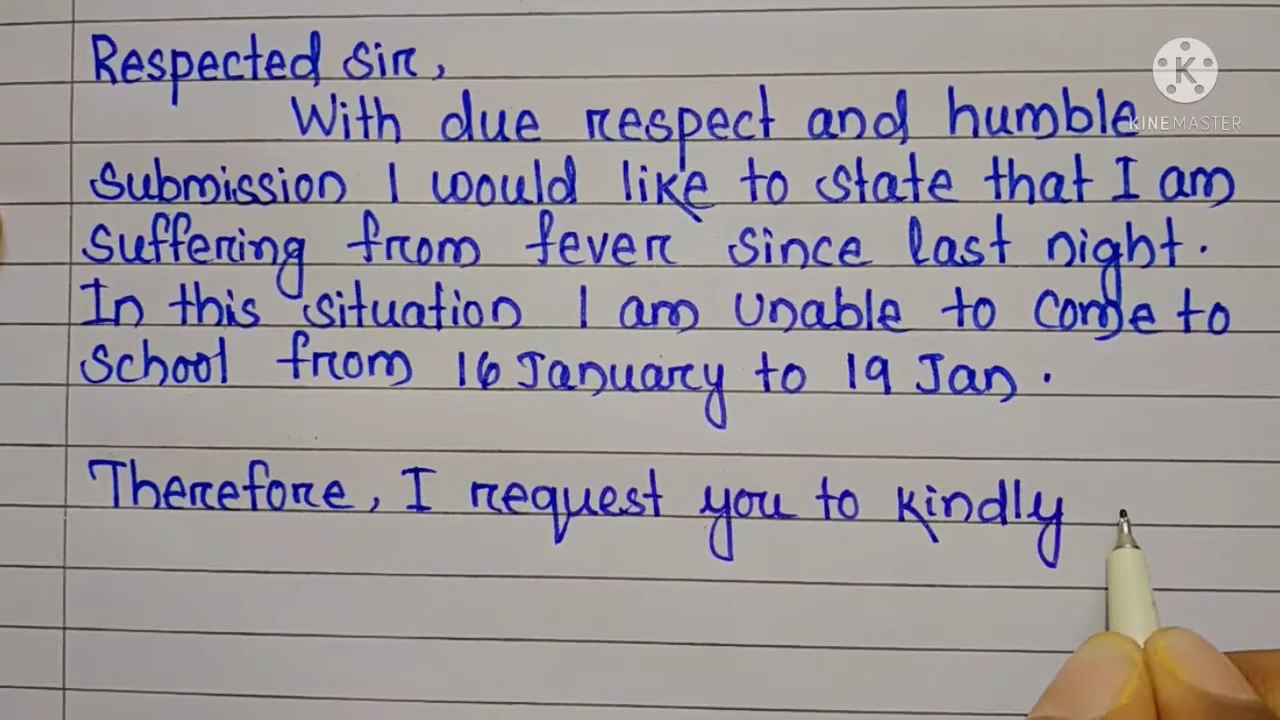 Respected Sir,
With due respect and humble
submission I would like to state that I am
suffering from fever since last night.
In this situation I am unable to come to
school from 16 January to 19 Jan.
Therefore, I request you to kindly
K
KINEMASTER